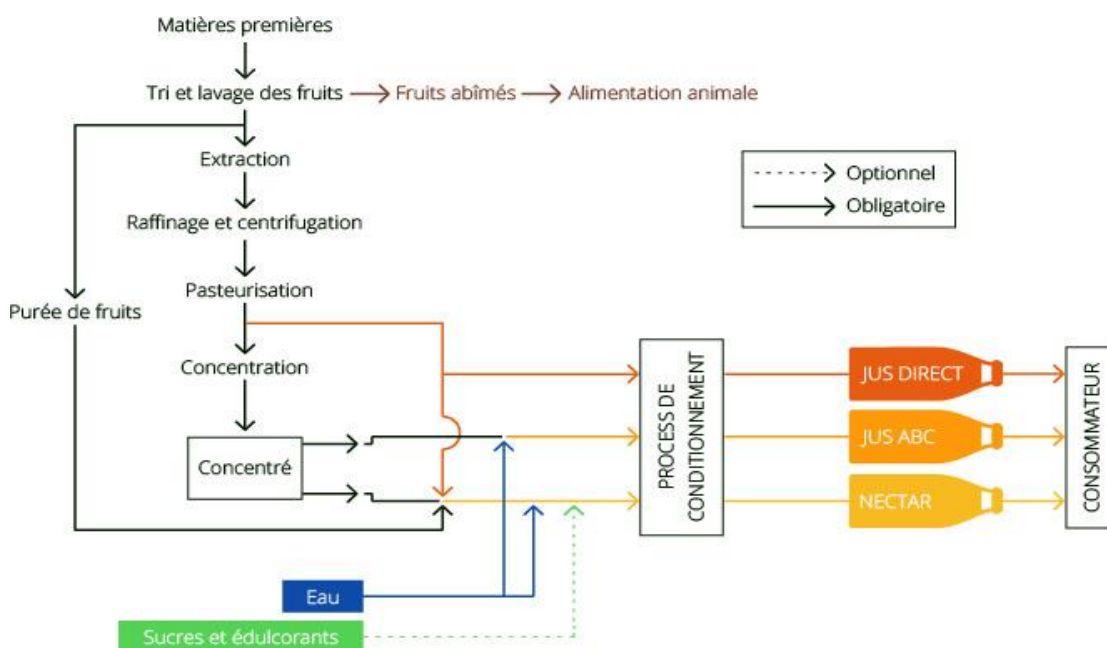 Matières premières
Tri et lavage des fruits
Fruits abîmés
Alimentation animale
Extraction
Optionnel
Obligatoire
Raffinage et centrifugation
Pasteurisation
Purée de fruits
Concentration
Concentré
PROCESS DE
CONDITIONNEMENT
JUS DIRECT
JUS ABC
NECTAR
CONSOMMATEUR
Eau
Sucres et édulcorants